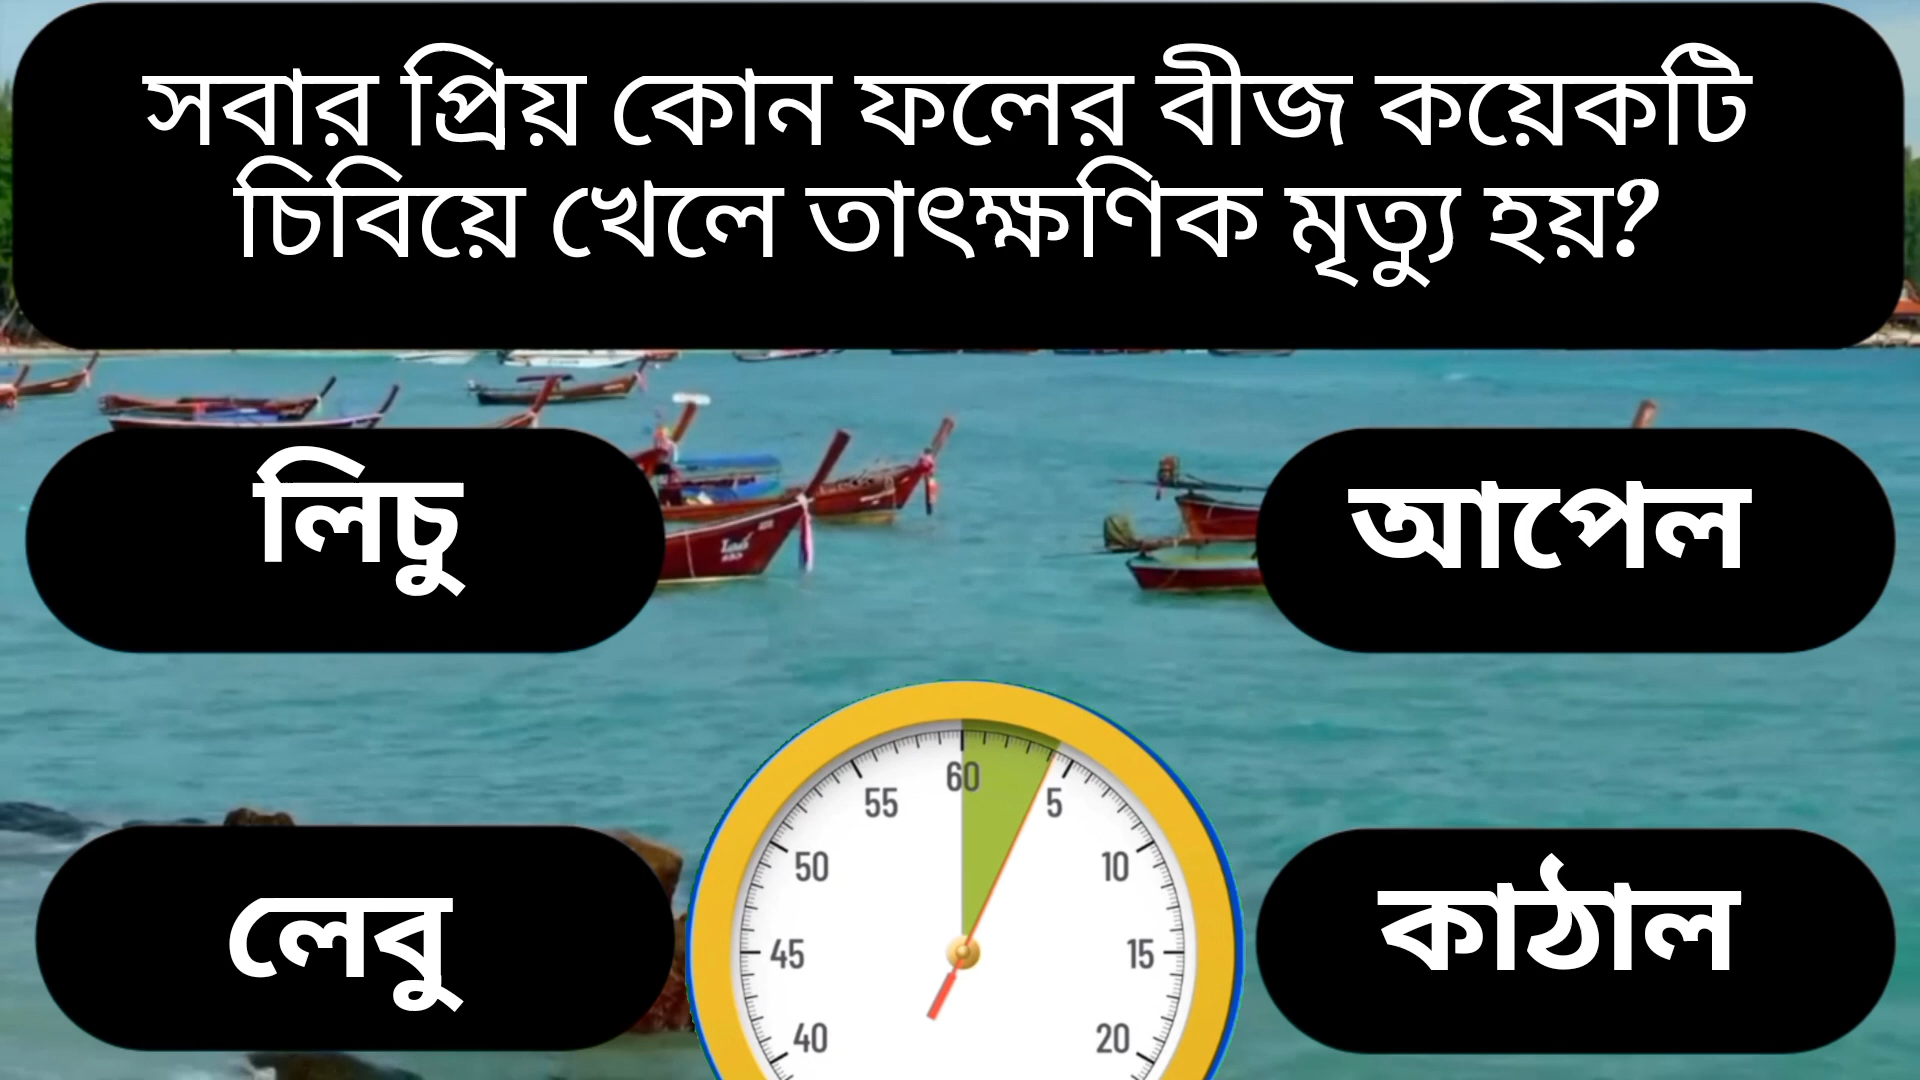 সবার প্রিয় কোন ফলের বীজ কয়েকটি
চিবিয়ে খেলে তাৎক্ষণিক মৃত্যু হয়?
লিচু
আপেল
60
55
5
50
10
45
15
40
20
লেবু
কাঠাল